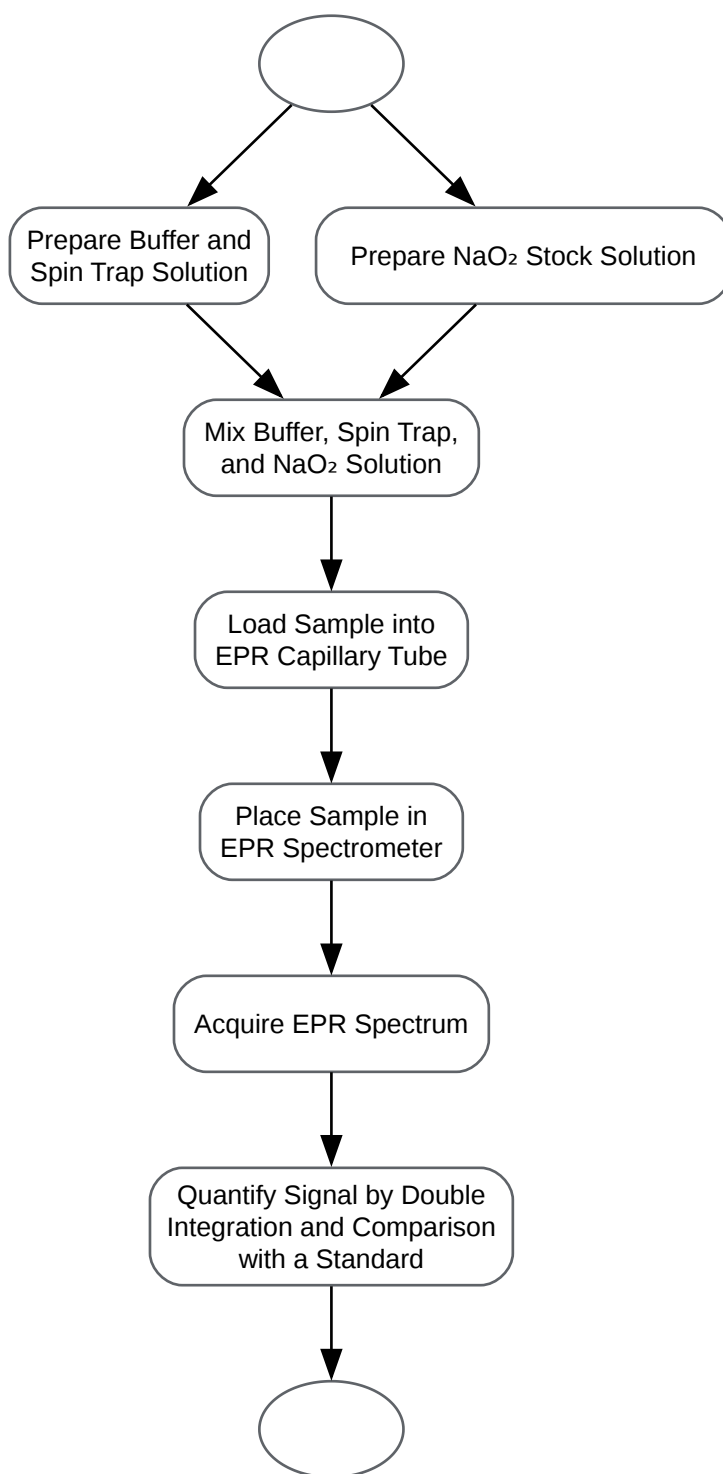 Prepare Buffer and
Spin Trap Solution
Prepare NaO₂ Stock Solution
Mix Buffer, Spin Trap,
and NaO₂ Solution
Load Sample into
EPR Capillary Tube
Place Sample in
EPR Spectrometer
Acquire EPR Spectrum
Quantify Signal by Double
Integration and Comparison
with a Standard